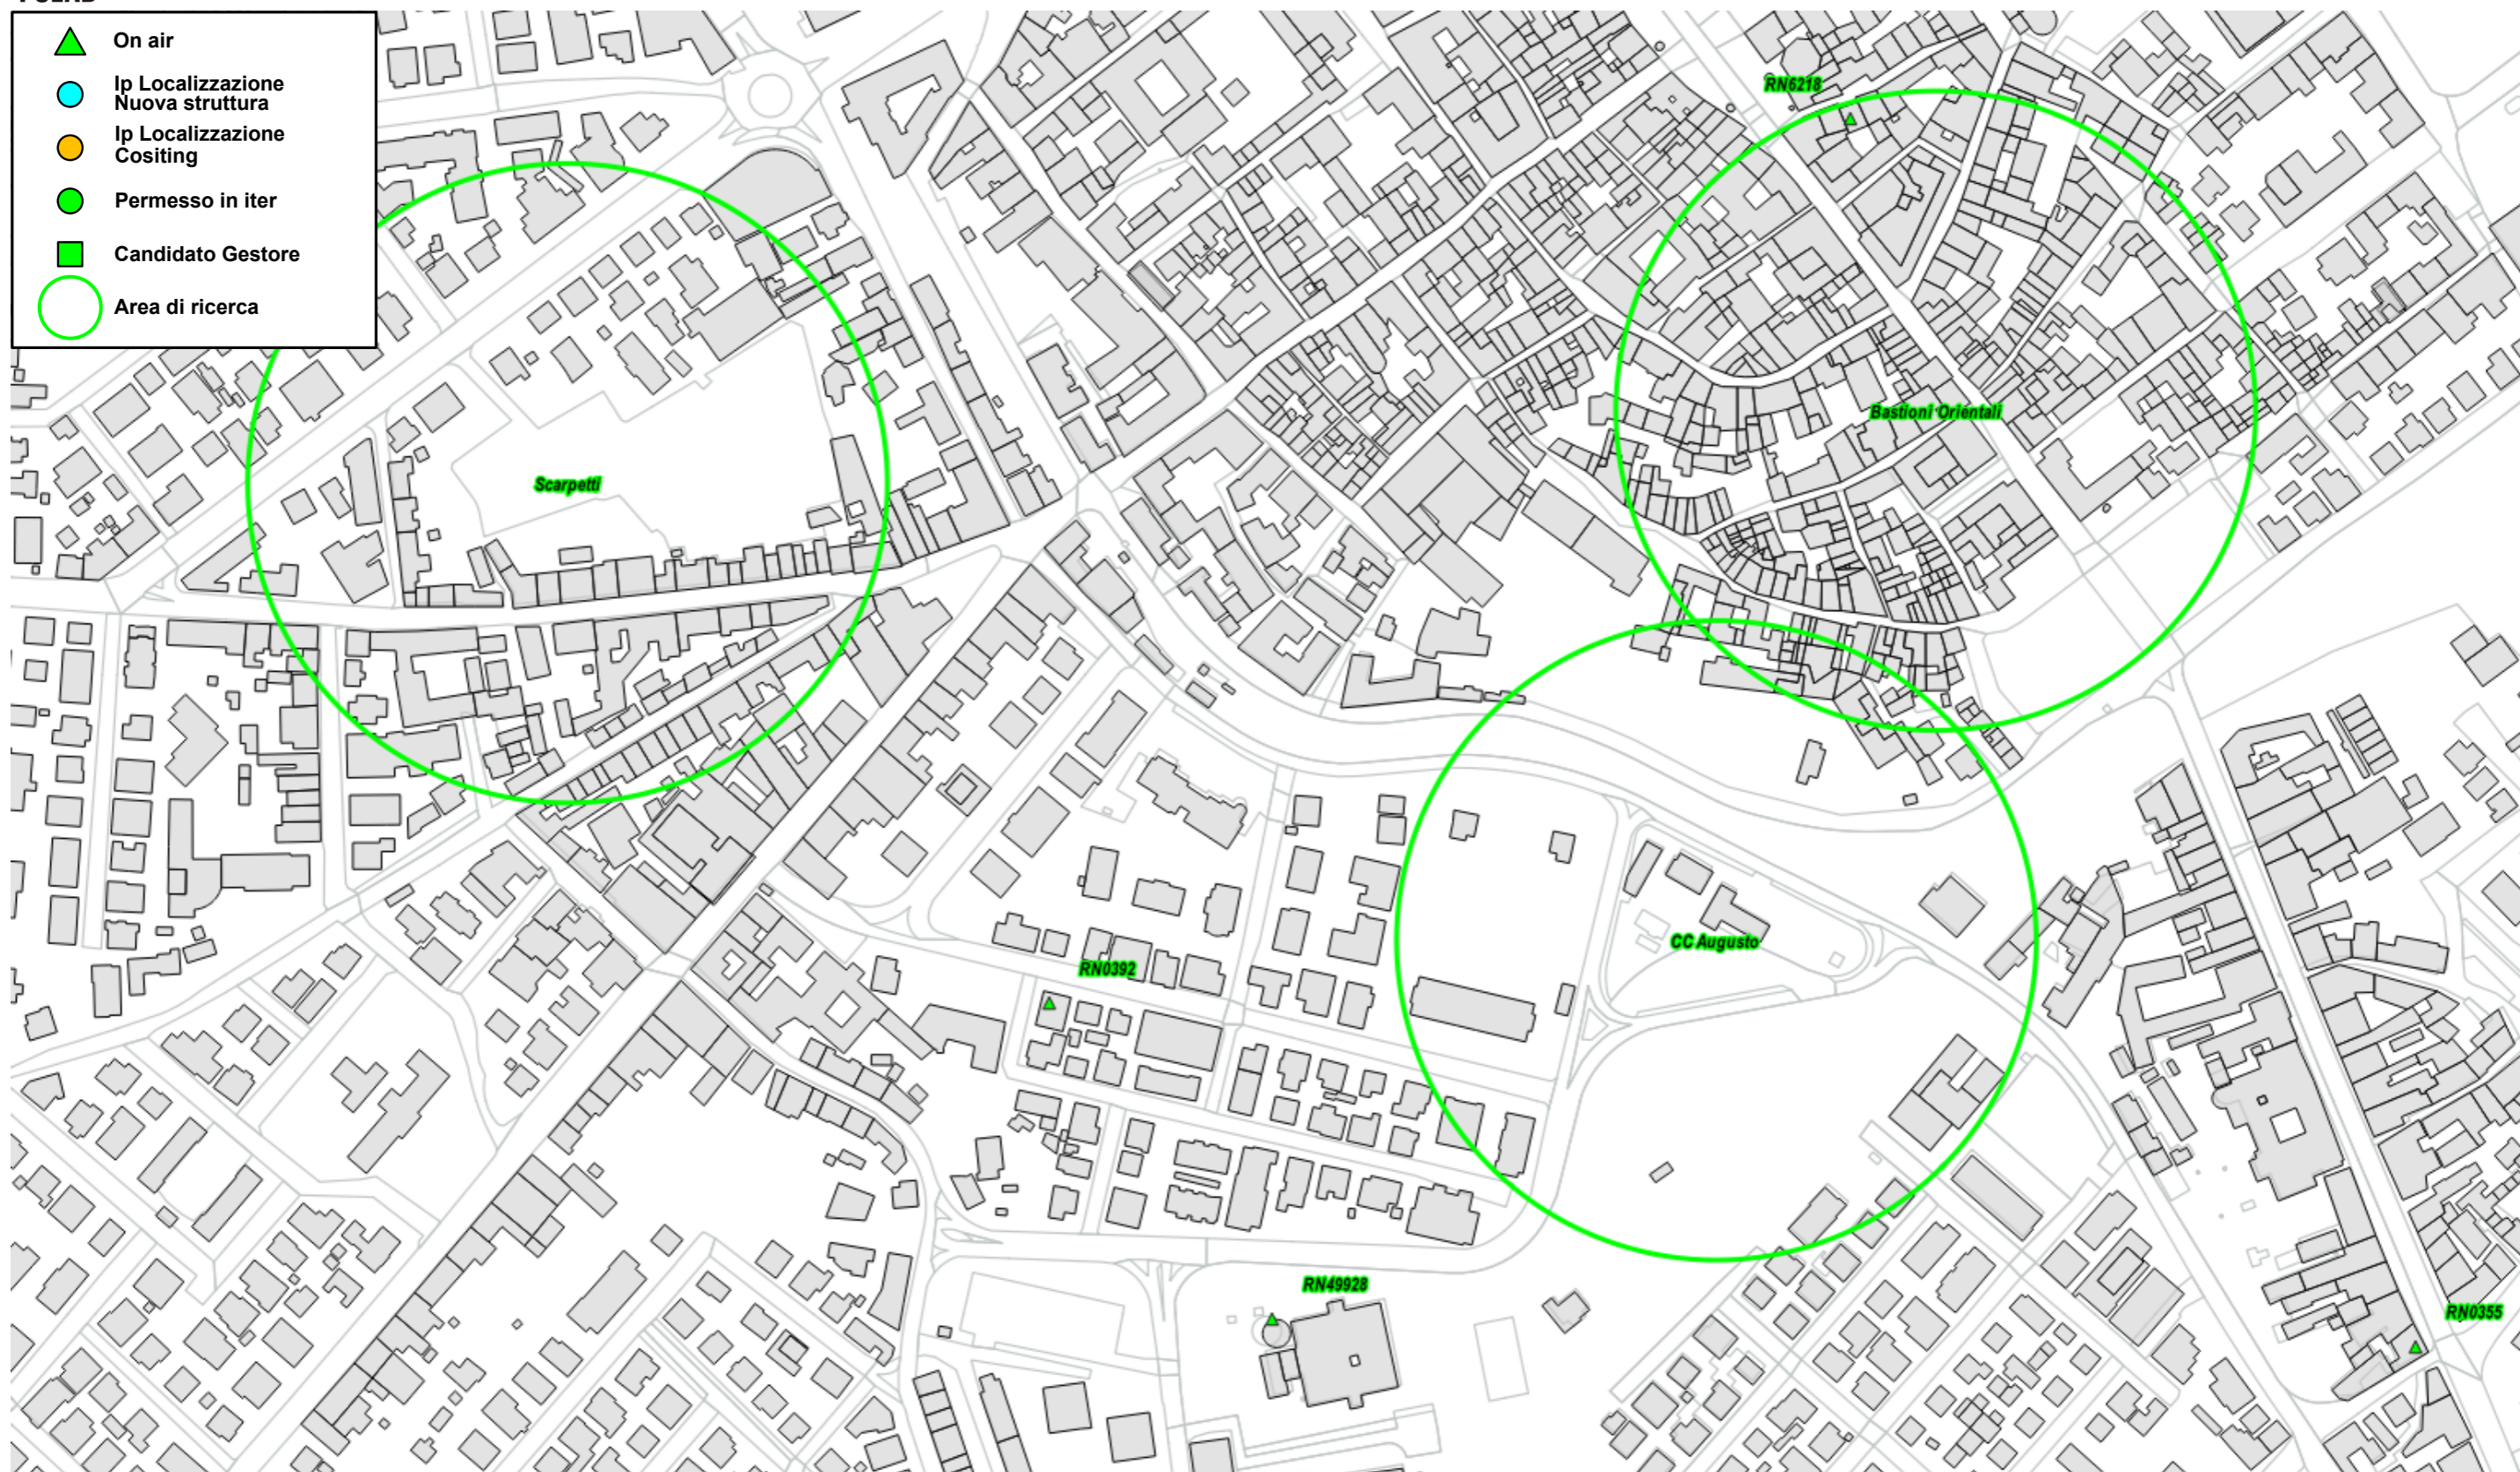 On air
Ip Localizzazione
Nuova struttura
Ip Localizzazione
Cositing
Permesso in iter
Candidato Gestore
Area di ricerca
RN6218
Bastioni Orientali
Scarpetti
CC Augusto
RN0392
RN49928
RN0355